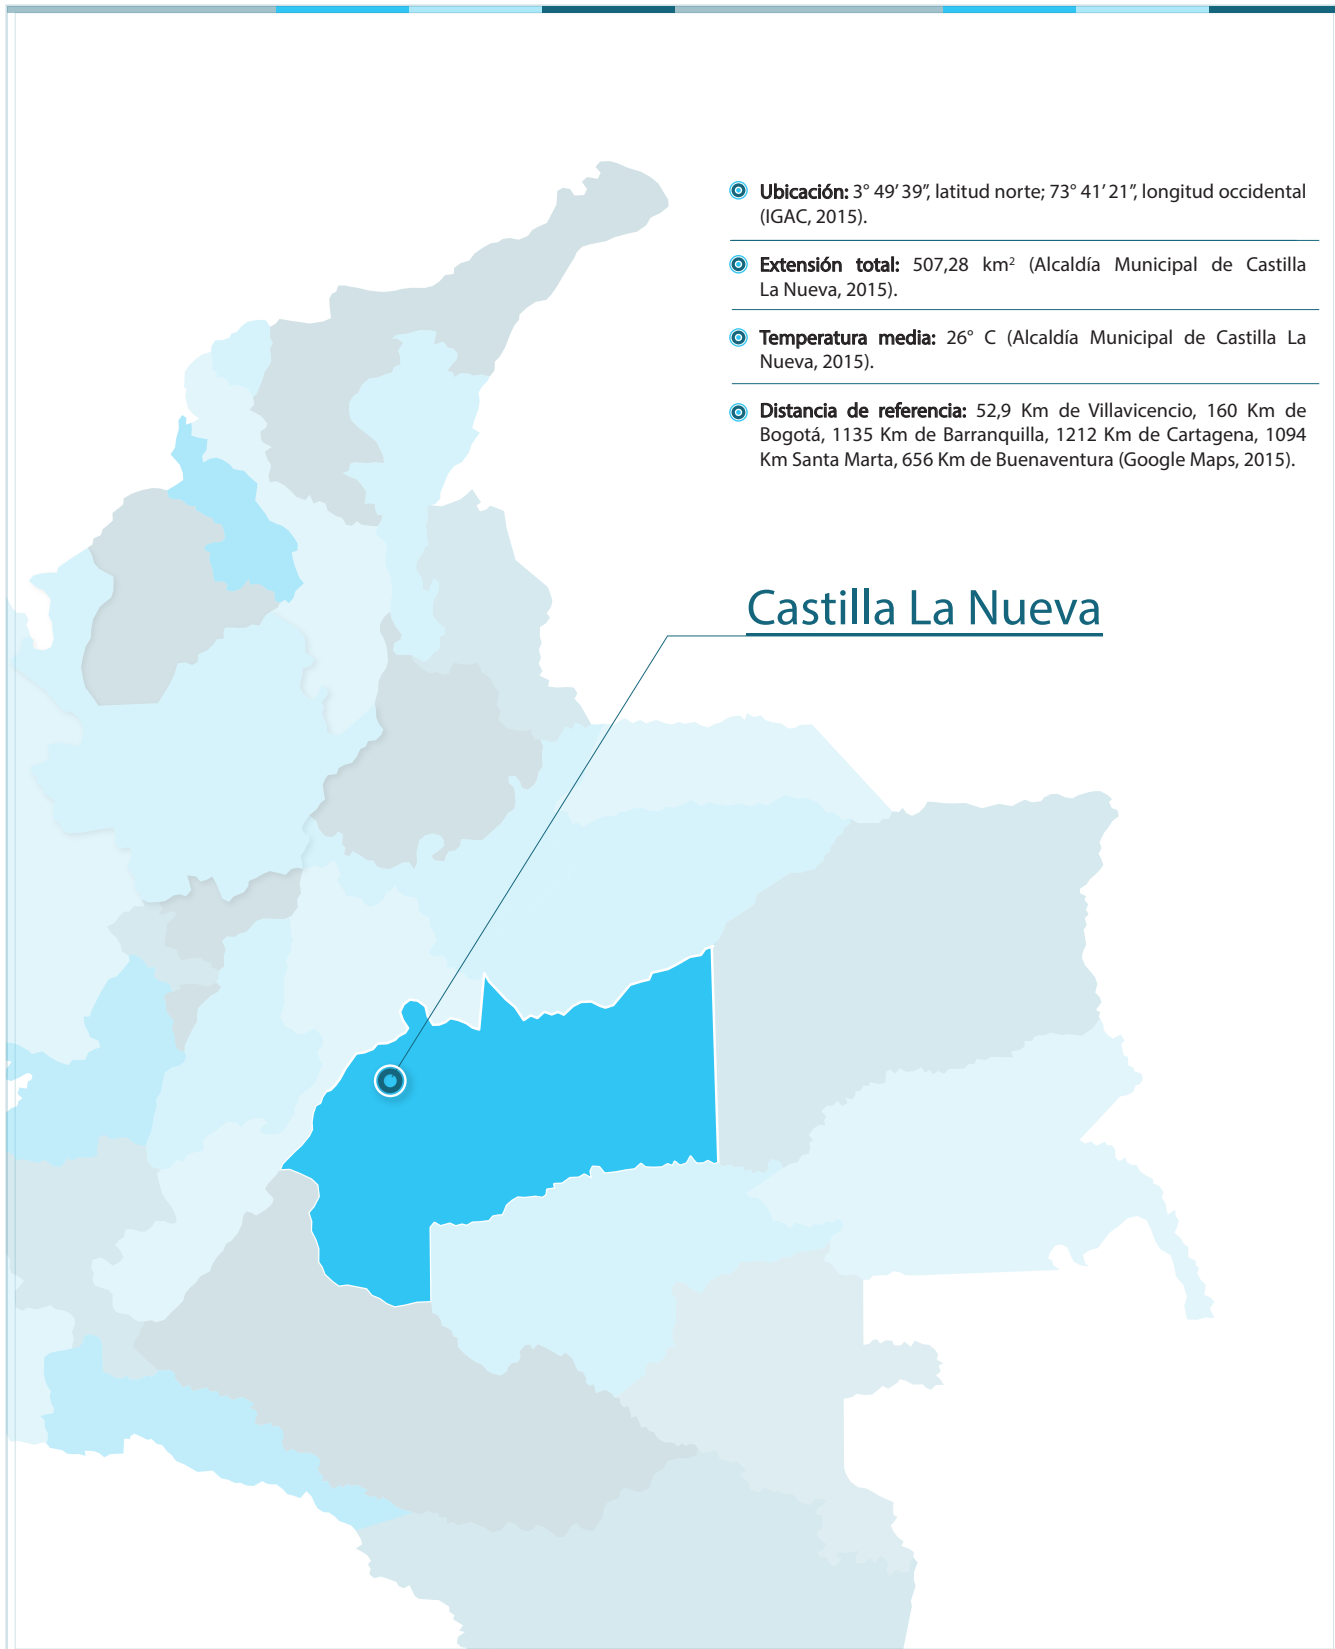 Ubicación: 3° 49' 39”, latitud norte; 73° 41' 21”, longitud occidental
(IGAC, 2015).
Extensión total: 507,28 km² (Alcaldía Municipal de Castilla
La Nueva, 2015).
Temperatura media: 26° C (Alcaldía Municipal de Castilla La
Nueva, 2015).
Distancia de referencia: 52,9 Km de Villavicencio, 160 Km de
Bogotá, 1135 Km de Barranquilla, 1212 Km de Cartagena, 1094
Km Santa Marta, 656 Km de Buenaventura (Google Maps, 2015).
Castilla La Nueva